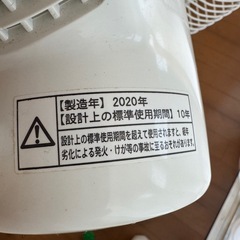 【製造年】2020年
【設計上の標準使用期間】10年
設計上の標準使用期間を超えて使用されますと、経年
劣化による発火・けが等の事故に至るおそれがあります。